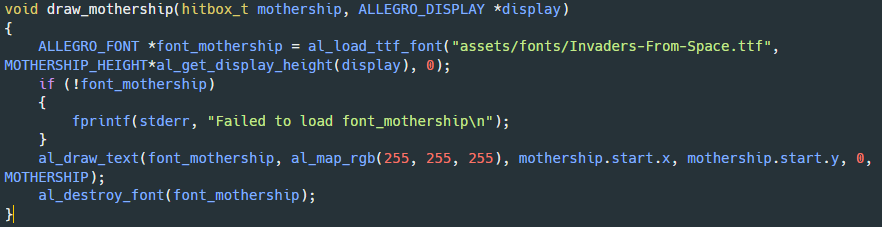 void draw_mothership(hitbox_t mothership, ALLEGRO_DISPLAY *display)
{
    ALLEGRO_FONT *font_mothership = al_load_ttf_font("assets/fonts/Invaders-From-Space.ttf",
MOTHERSHIP_HEIGHT*al_get_display_height(display), 0);
    if (!font_mothership)
    {
        fprintf(stderr, "Failed to load font_mothership\n");
    }
    al_draw_text(font_mothership, al_map_rgb(255, 255, 255), mothership.start.x, mothership.start.y, 0,
MOTHERSHIP);
    al_destroy_font(font_mothership);
}